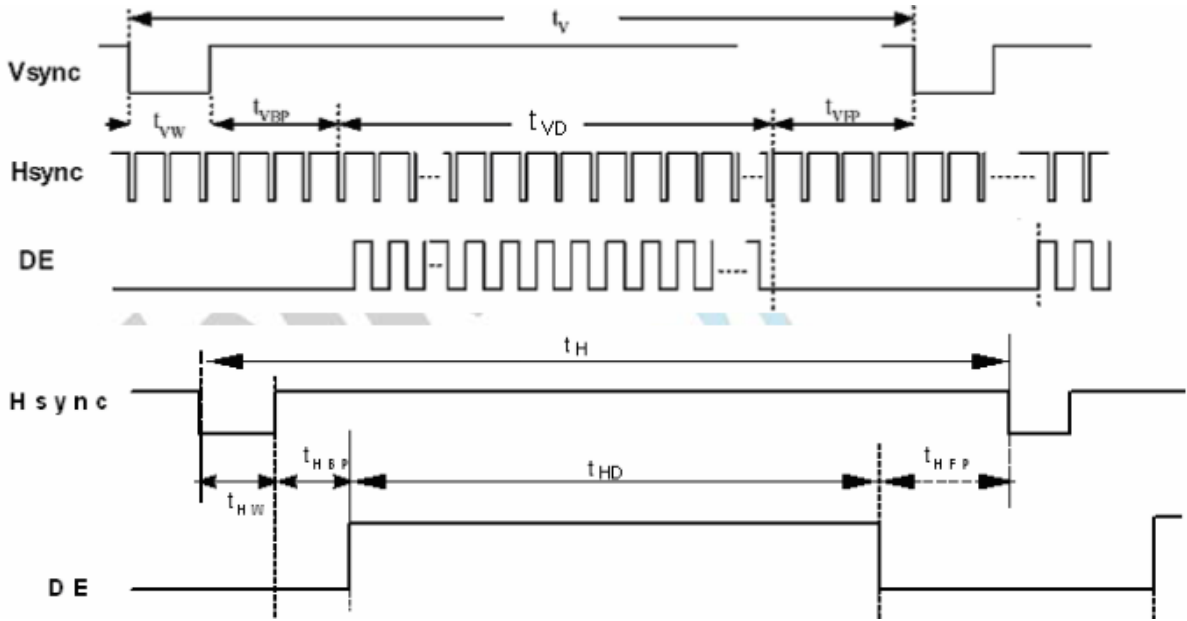 tV
Vsync
tVW
tVBP
tVD
tVFP
Hsync
DE
tH
Hsync
tHBP
tHD
tHFP
tHW
DE